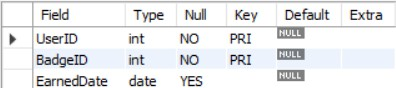 Field Type Null Key Default Extra
UserID int NO PRI NULL
BadgeID int NO PRI NULL
EarnedDate date YES NULL